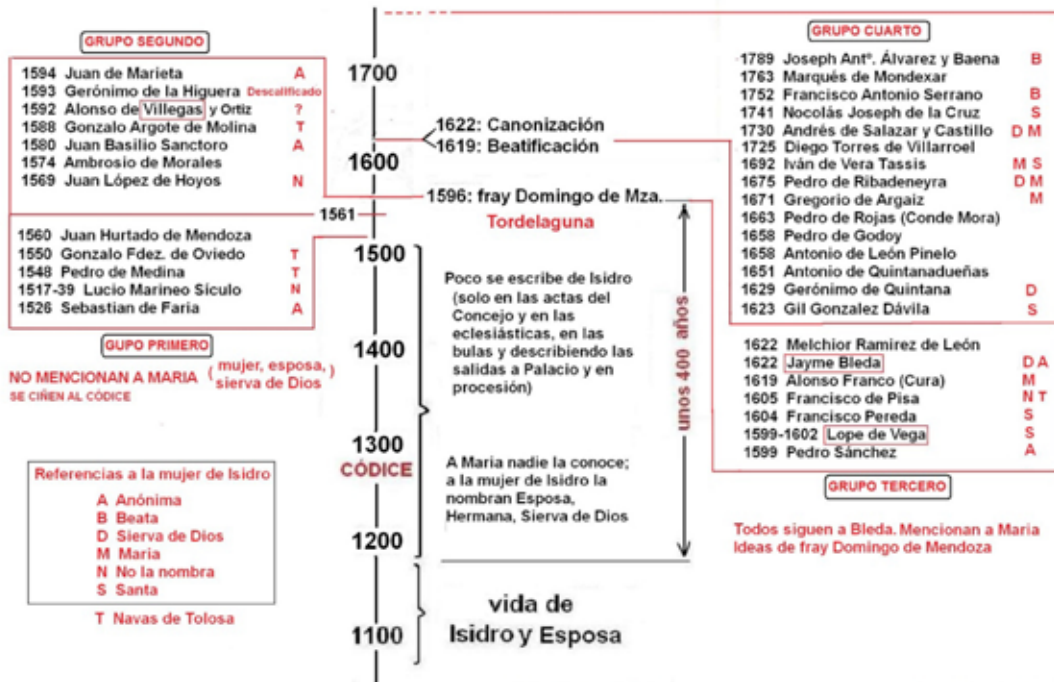 GRUPO SEGUNDO
1594 Juan de Marieta A
1593 Gerónimo de la Higuera Descalificado
1592 Alonso de Villegas y Ortiz ?
1588 Gonzalo Argote de Molina T
1580 Juan Basilio Sanctoro A
1574 Ambrosio de Morales
1569 Juan López de Hoyos N
1560 Juan Hurtado de Mendoza
1550 Gonzalo Fdez. de Oviedo T
1548 Pedro de Medina T
1517-39 Lucio Marineo Sículo N
1526 Sebastian de Faria A
GUPO PRIMERO
NO MENCIONAN A MARIA (mujer, esposa, sierva de Dios)
SE CIÑEN AL CÓDICE
Referencias a la mujer de Isidro
A Anónima
B Beata
D Sierva de Dios
M Maria
N No la nombra
S Santa
T Navas de Tolosa
1700
1600
1561
1500
1400
1300
CÓDICE
1200
1100
1622: Canonización
1619: Beatificación
1596: fray Domingo de Mza.
Tordelaguna
Poco se escribe de Isidro
(solo en las actas del
Concejo y en las
eclesiásticas, en las
bulas y describiendo las
salidas a Palacio y en
procesión)
A Maria nadie la conoce;
a la mujer de Isidro la
nombran Esposa,
Hermana, Sierva de Dios
unos 400 años
vida de
Isidro y Esposa
GRUPO CUARTO
1789 Joseph Antº. Álvarez y Baena B
1763 Marqués de Mondexar
1752 Francisco Antonio Serrano B
1741 Nocolás Joseph de la Cruz S
1730 Andrés de Salazar y Castillo D M
1725 Diego Torres de Villarroel
1692 Iván de Vera Tassis M S
1675 Pedro de Ribadeneyra D M
1671 Gregorio de Argaiz M
1663 Pedro de Rojas (Conde Mora)
1658 Pedro de Godoy
1658 Antonio de León Pinelo
1651 Antonio de Quintanadueñas
1629 Gerónimo de Quintana D
1623 Gil Gonzalez Dávila S
1622 Melchior Ramirez de León
1622 Jayme Bleda D A
1619 Alonso Franco (Cura) M
1605 Francisco de Pisa N T
1604 Francisco Pereda S
1599-1602 Lope de Vega S
1599 Pedro Sánchez A
GRUPO TERCERO
Todos siguen a Bleda. Mencionan a Maria
Ideas de fray Domingo de Mendoza